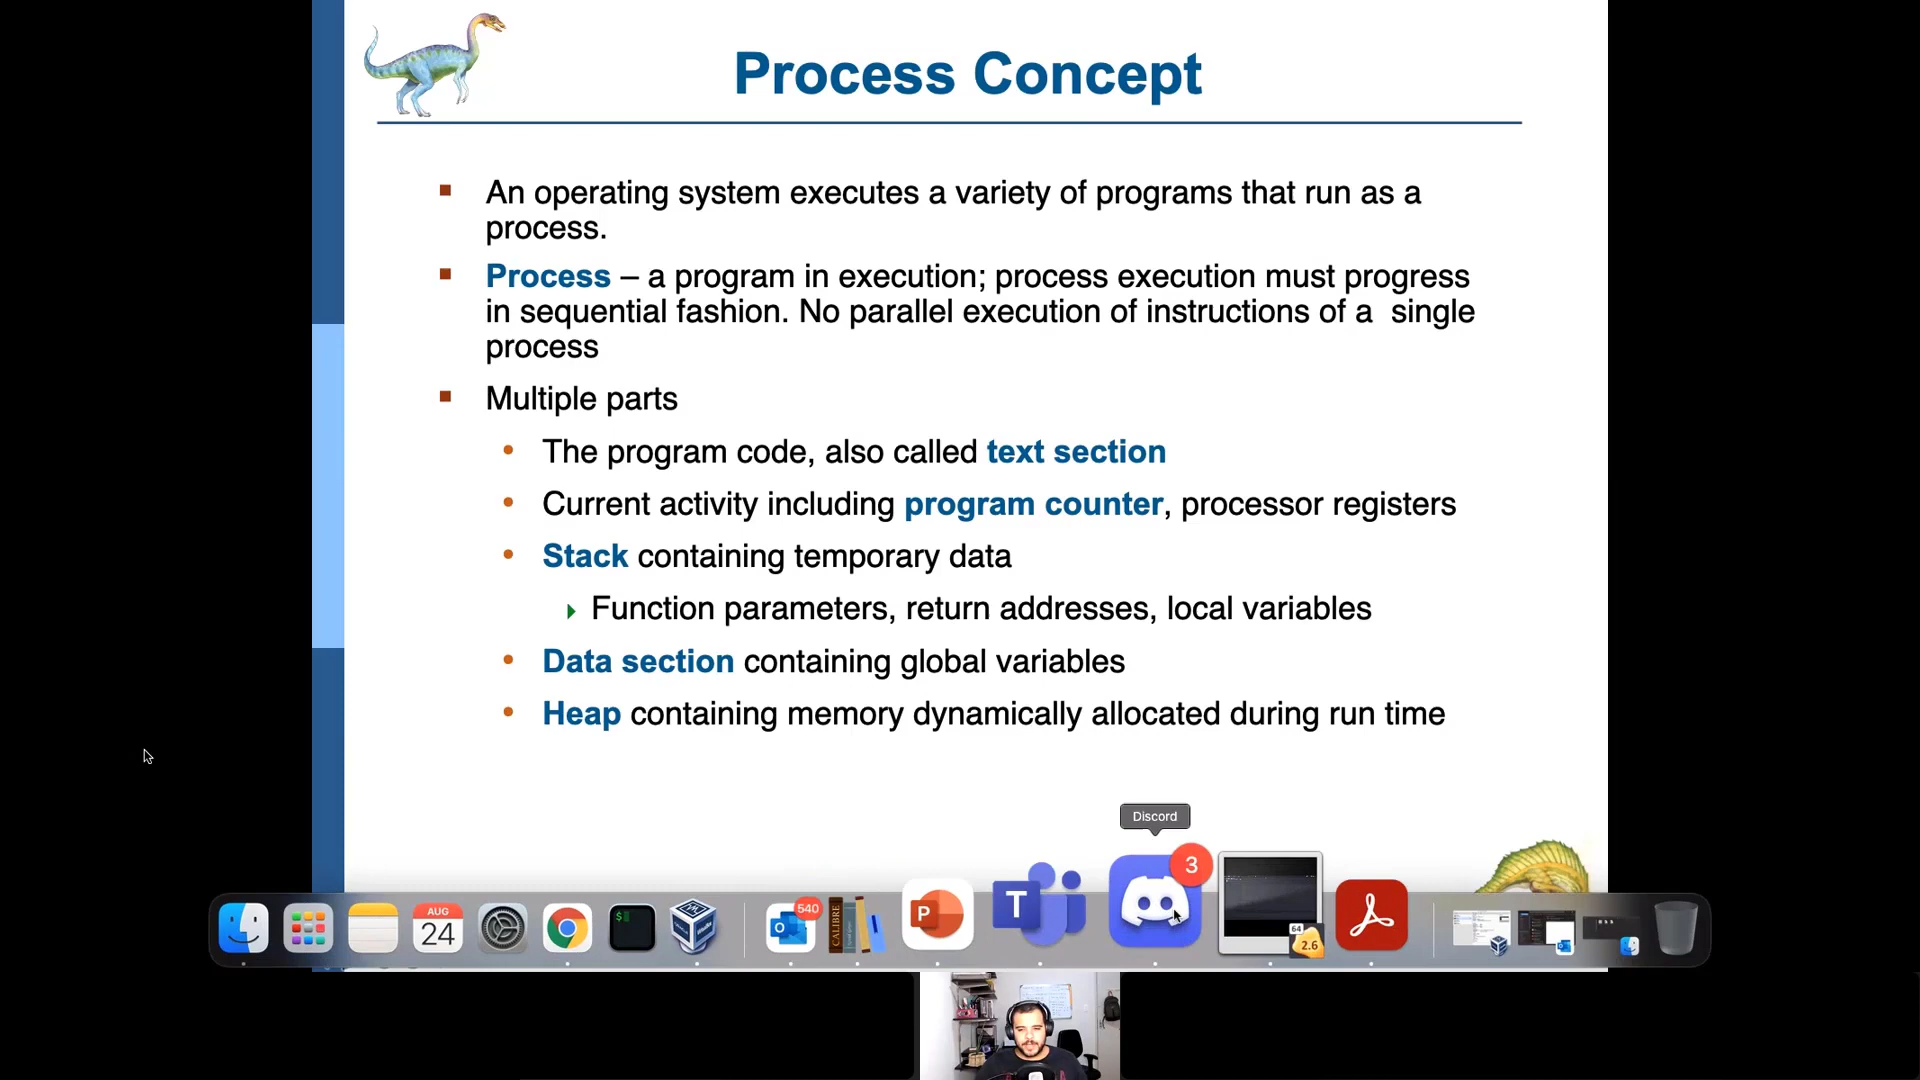 Process Concept
An operating system executes a variety of programs that run as a
process.
Process – a program in execution; process execution must progress
in sequential fashion. No parallel execution of instructions of a  single
process
Multiple parts
The program code, also called text section
Current activity including program counter, processor registers
Stack containing temporary data
Function parameters, return addresses, local variables
Data section containing global variables
Heap containing memory dynamically allocated during run time
Discord
3
AUG
24
$
540
O
CALIBRE
P
T
64
2.6